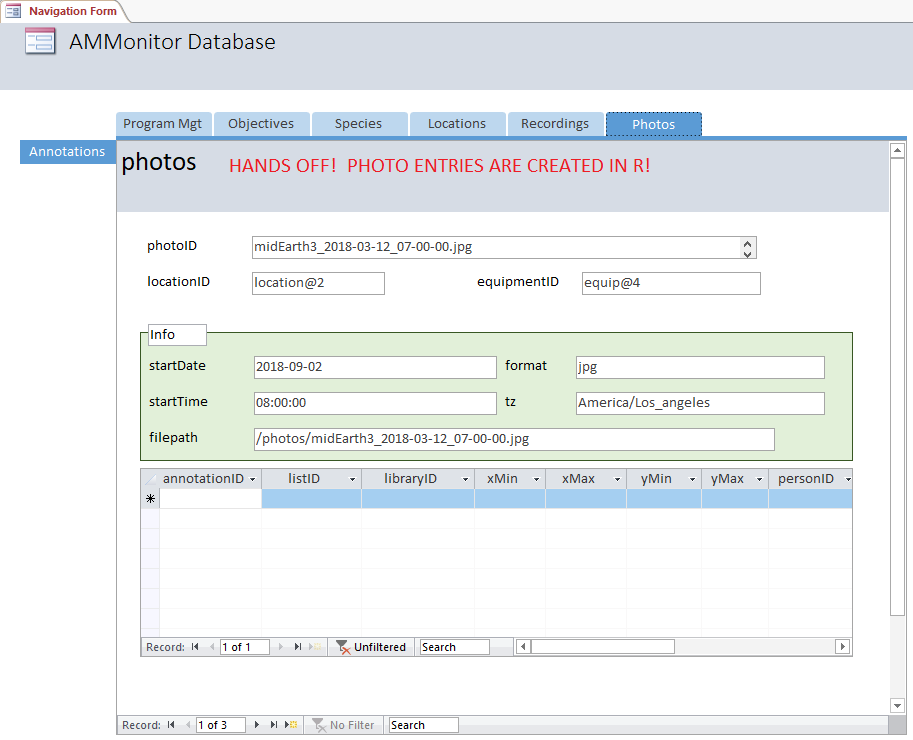 Navigation Form
AMMonitor Database
Program Mgt Objectives Species Locations Recordings Photos
Annotations
photos HANDS OFF! PHOTO ENTRIES ARE CREATED IN R!
photoID midEarth3_2018-03-12_07-00-00.jpg
locationID location@2 equipmentID equip@4
Info
startDate 2018-09-02 format jpg
startTime 08:00:00 tz America/Los_angeles
filepath /photos/midEarth3_2018-03-12_07-00-00.jpg
annotationID listID libraryID xMin xMax yMin yMax personID
Record: 1 of 1 Unfiltered Search
Record: 1 of 3 No Filter Search